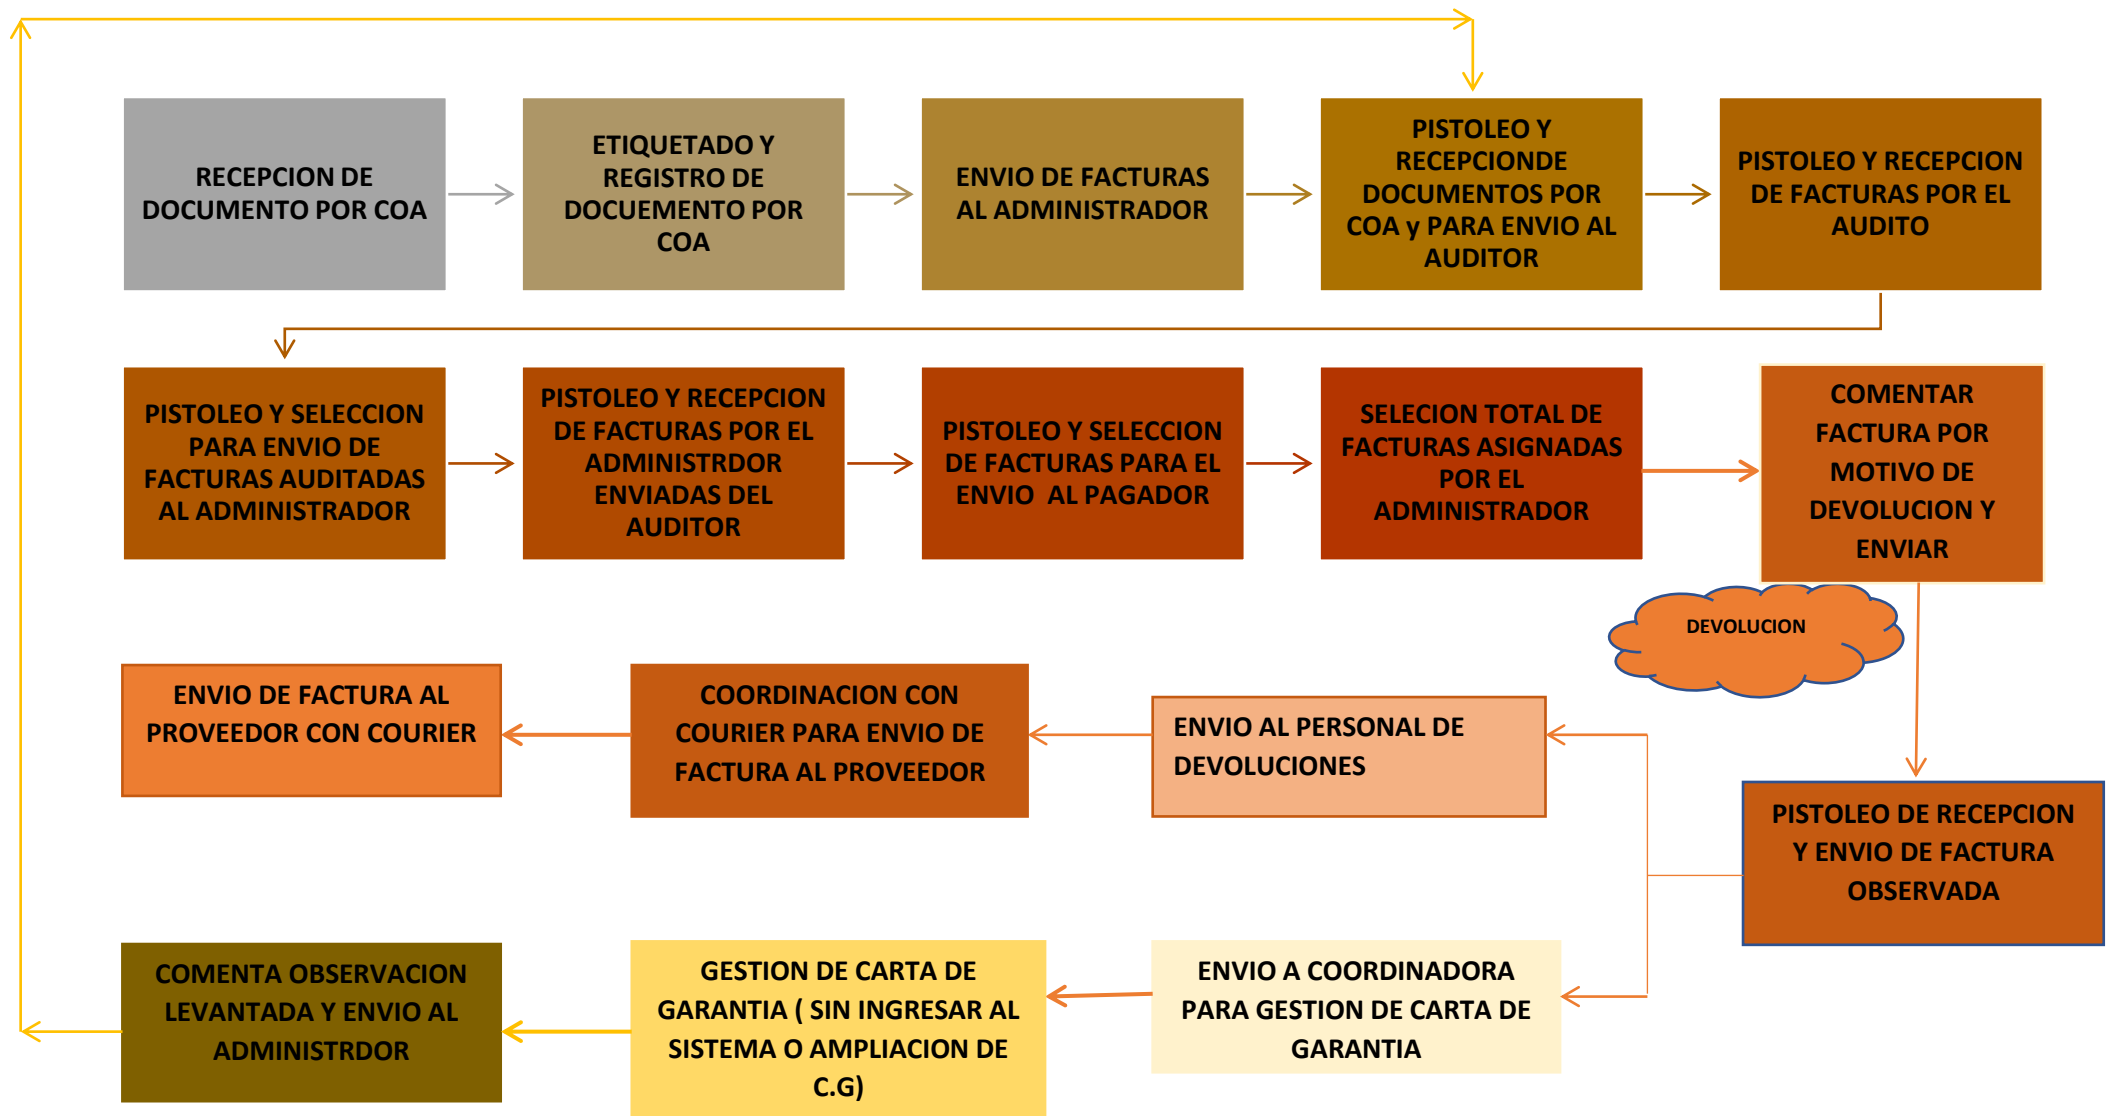 RECEPCION DE
DOCUMENTO POR COA
ETIQUETADO Y
REGISTRO DE
DOCUEMENTO POR
COA
ENVIO DE FACTURAS
AL ADMINISTRADOR
PISTOLEO Y
RECEPCIONDE
DOCUMENTOS POR
COA y PARA ENVIO AL
AUDITOR
PISTOLEO Y RECEPCION
DE FACTURAS POR EL
AUDITO
PISTOLEO Y SELECCION
PARA ENVIO DE
FACTURAS AUDITADAS
AL ADMINISTRADOR
PISTOLEO Y RECEPCION
DE FACTURAS POR EL
ADMINISTRDOR
ENVIADAS DEL
AUDITOR
PISTOLEO Y SELECCION
DE FACTURAS PARA EL
ENVIO AL PAGADOR
SELECION TOTAL DE
FACTURAS ASIGNADAS
POR EL
ADMINISTRADOR
COMENTAR
FACTURA POR
MOTIVO DE
DEVOLUCION Y
ENVIAR
DEVOLUCION
ENVIO DE FACTURA AL
PROVEEDOR CON COURIER
COORDINACION CON
COURIER PARA ENVIO DE
FACTURA AL PROVEEDOR
ENVIO AL PERSONAL DE
DEVOLUCIONES
PISTOLEO DE RECEPCION
Y ENVIO DE FACTURA
OBSERVADA
COMENTA OBSERVACION
LEVANTADA Y ENVIO AL
ADMINISTRDOR
GESTION DE CARTA DE
GARANTIA ( SIN INGRESAR AL
SISTEMA O AMPLIACION DE
C.G)
ENVIO A COORDINADORA
PARA GESTION DE CARTA DE
GARANTIA